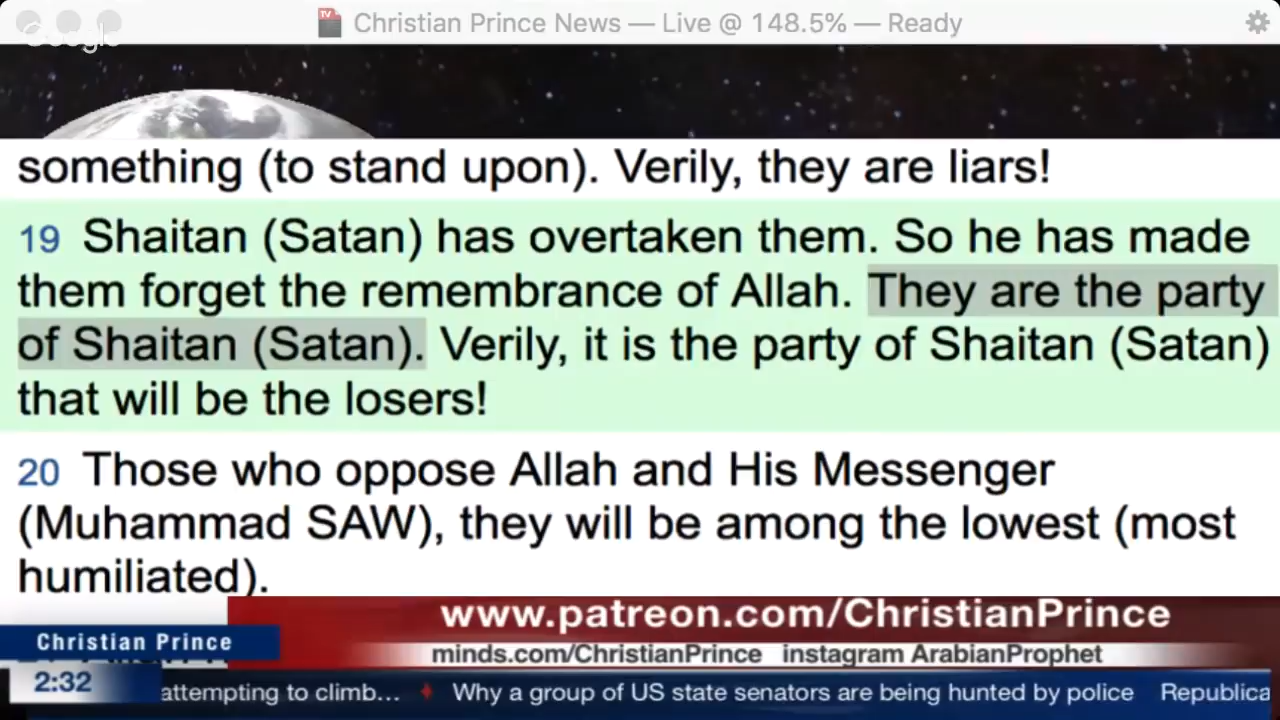 Christian Prince News — Live @ 148.5% — Ready
Google
something (to stand upon). Verily, they are liars!
19 Shaitan (Satan) has overtaken them. So he has made
them forget the remembrance of Allah. They are the party
of Shaitan (Satan). Verily, it is the party of Shaitan (Satan)
that will be the losers!
20 Those who oppose Allah and His Messenger
(Muhammad SAW), they will be among the lowest (most
humiliated).
www.patreon.com/ChristianPrince
Christian Prince
minds.com/ChristianPrince instagram ArabianProphet
2:32
attempting to climb... Why a group of US state senators are being hunted by police Republica